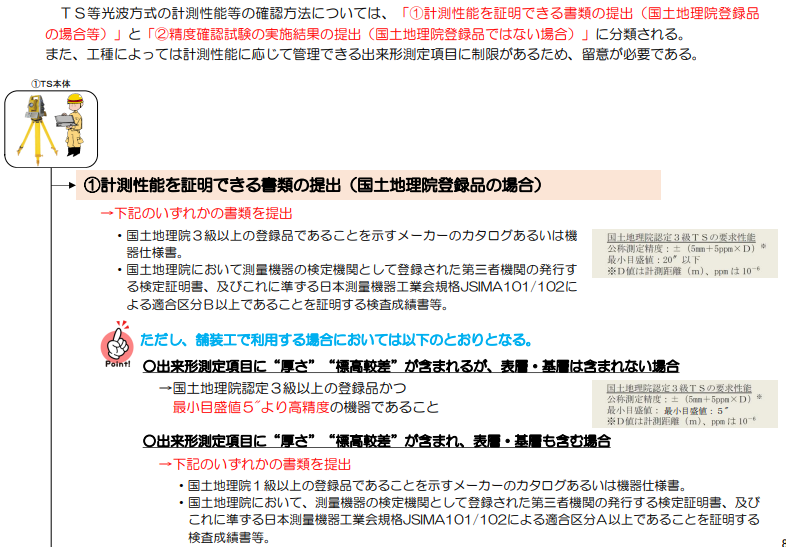 TS等光波方式の計測性能等の確認方法については、「①計測性能を証明できる書類の提出（国土地理院登録品
の場合等）」と「②精度確認試験の実施結果の提出（国土地理院登録品ではない場合）」に分類される。
また、工種によっては計測性能に応じて管理できる出来形測定項目に制限があるため、留意が必要である。
①TS本体
①計測性能を証明できる書類の提出（国土地理院登録品の場合）
→下記のいずれかの書類を提出
・国土地理院３級以上の登録品であることを示すメーカーのカタログあるいは機
器仕様書。
・国土地理院において測量機器の検定機関として登録された第三者機関の発行す
る検定証明書、及びこれに準ずる日本測量機器工業会規格JSIMA101/102に
よる適合区分Ｂ以上であることを証明する検査成績書等。
国土地理院認定３級ＴＳの要求性能
公称測定精度：±（5mm+5ppm×D）※
最小目盛値：20″以下
※Ｄ値は計測距離（m）、ppm は 10⁻⁶
Point!
ただし、舗装工で利用する場合においては以下のとおりとなる。
〇出来形測定項目に“厚さ”“標高較差”が含まれるが、表層・基層は含まれない場合
→国土地理院認定３級以上の登録品かつ
最小目盛値５″より高精度の機器であること
国土地理院認定３級ＴＳの要求性能
公称測定精度：±（5mm+5ppm×D）※
最小目盛値： 最小目盛値：５″
※Ｄ値は計測距離（m）、ppm は 10⁻⁶
〇出来形測定項目に“厚さ”“標高較差”が含まれ、表層・基層も含む場合
→下記のいずれかの書類を提出
・国土地理院１級以上の登録品であることを示すメーカーのカタログあるいは機器仕様書。
・国土地理院において、測量機器の検定機関として登録された第三者機関の発行する検定証明書、及び
これに準ずる日本測量機器工業会規格JSIMA101/102による適合区分Ａ以上であることを証明する
検査成績書等。